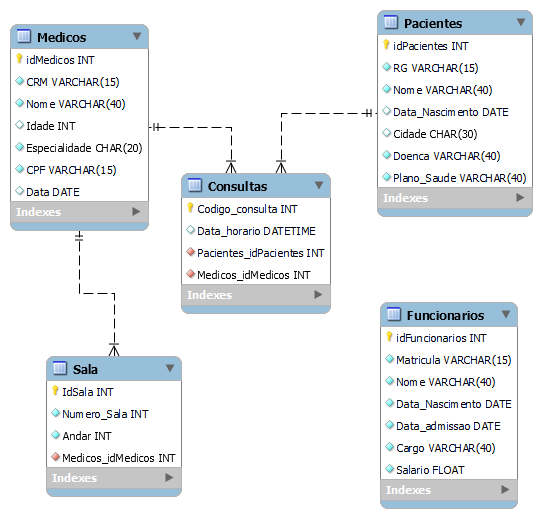 Medicos
idMedicos INT
CRM VARCHAR(15)
Nome VARCHAR(40)
Idade INT
Especialidade CHAR(20)
CPF VARCHAR(15)
Data DATE
Indexes
Pacientes
idPacientes INT
RG VARCHAR(15)
Nome VARCHAR(40)
Data_Nascimento DATE
Cidade CHAR(30)
Doenca VARCHAR(40)
Plano_Saude VARCHAR(40)
Indexes
Consultas
Codigo_consulta INT
Data_horario DATETIME
Pacientes_idPacientes INT
Medicos_idMedicos INT
Indexes
Sala
IdSala INT
Numero_Sala INT
Andar INT
Medicos_idMedicos INT
Indexes
Funcionarios
idFuncionarios INT
Matricula VARCHAR(15)
Nome VARCHAR(40)
Data_Nascimento DATE
Data_admissao DATE
Cargo VARCHAR(40)
Salario FLOAT
Indexes